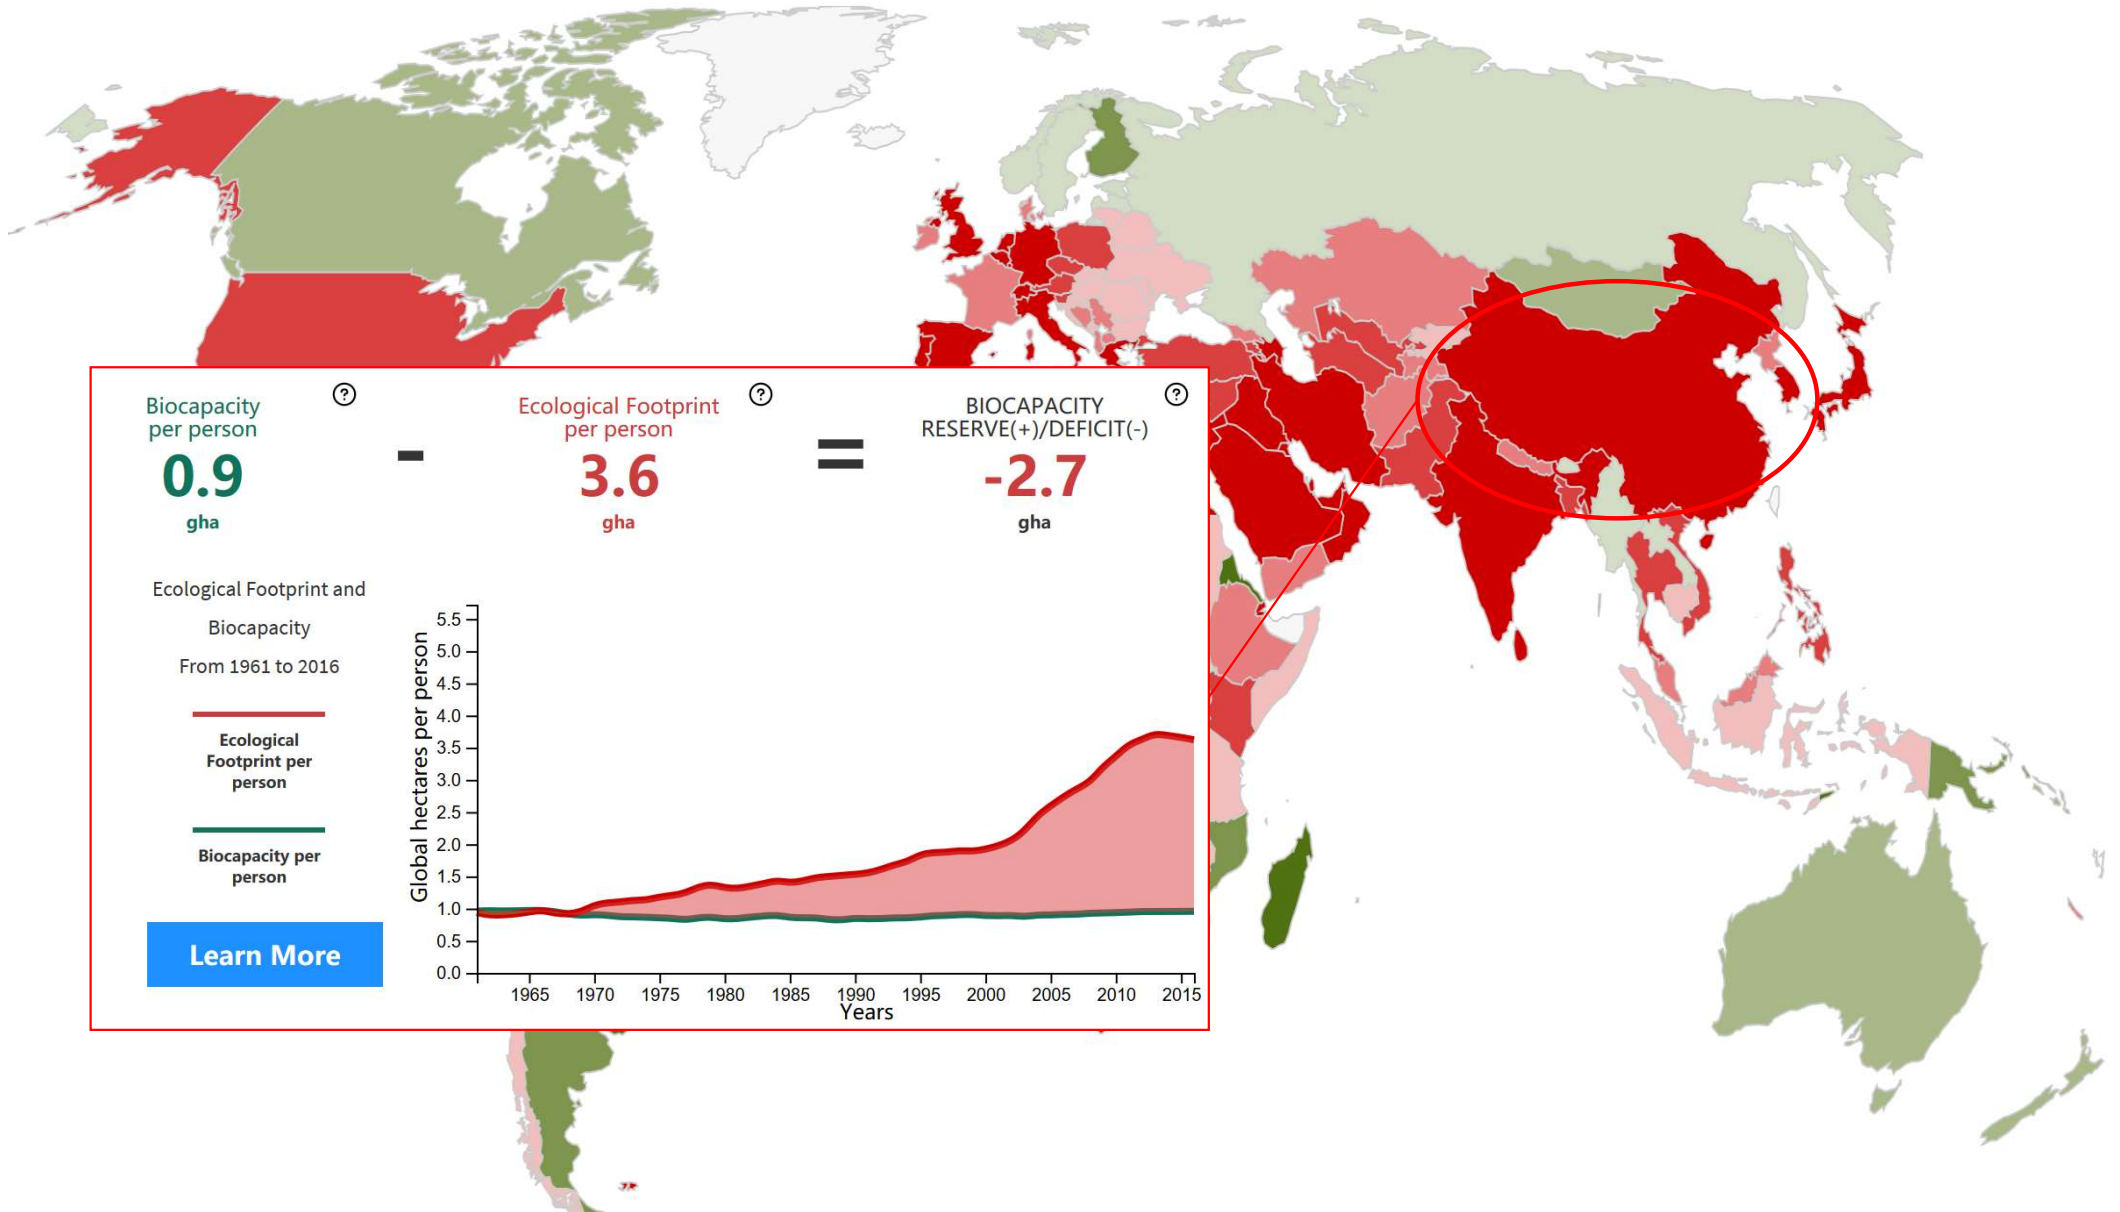 Biocapacity
per person
0.9
gha
?
-
Ecological Footprint
per person
3.6
gha
?
=
BIOCAPACITY
RESERVE(+)/DEFICIT(-)
-2.7
gha
?
Ecological Footprint and
Biocapacity
From 1961 to 2016
Ecological
Footprint per
person
Biocapacity per
person
Learn More
Global hectares per person
5.5
5.0
4.5
4.0
3.5
3.0
2.5
2.0
1.5
1.0
0.5
0.0
1965 1970 1975 1980 1985 1990 1995 2000 2005 2010 2015
Years